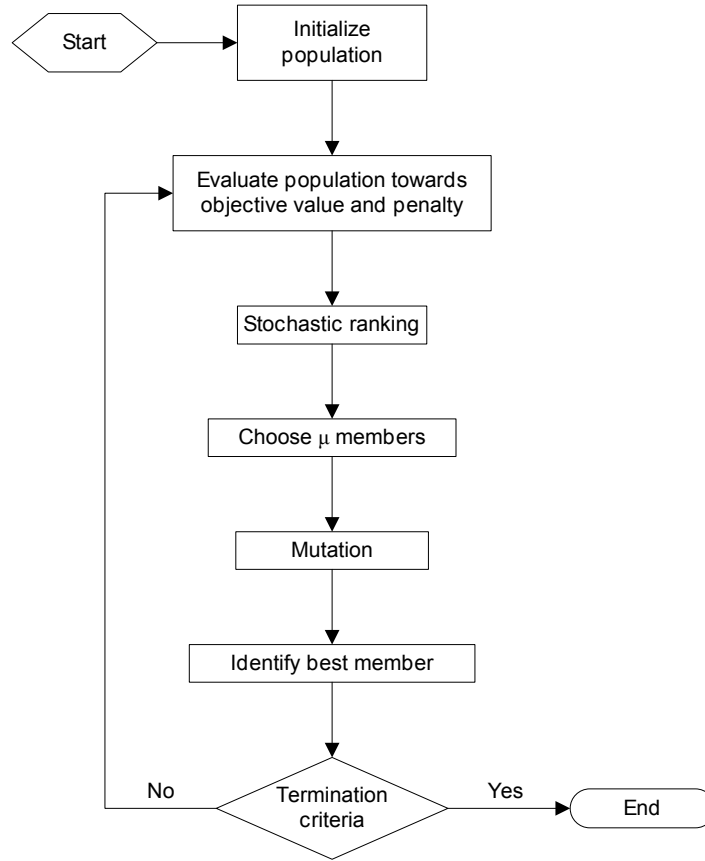 Start
Initialize
population
Evaluate population towards
objective value and penalty
Stochastic ranking
Choose μ members
Mutation
Identify best member
No
Termination
criteria
Yes
End